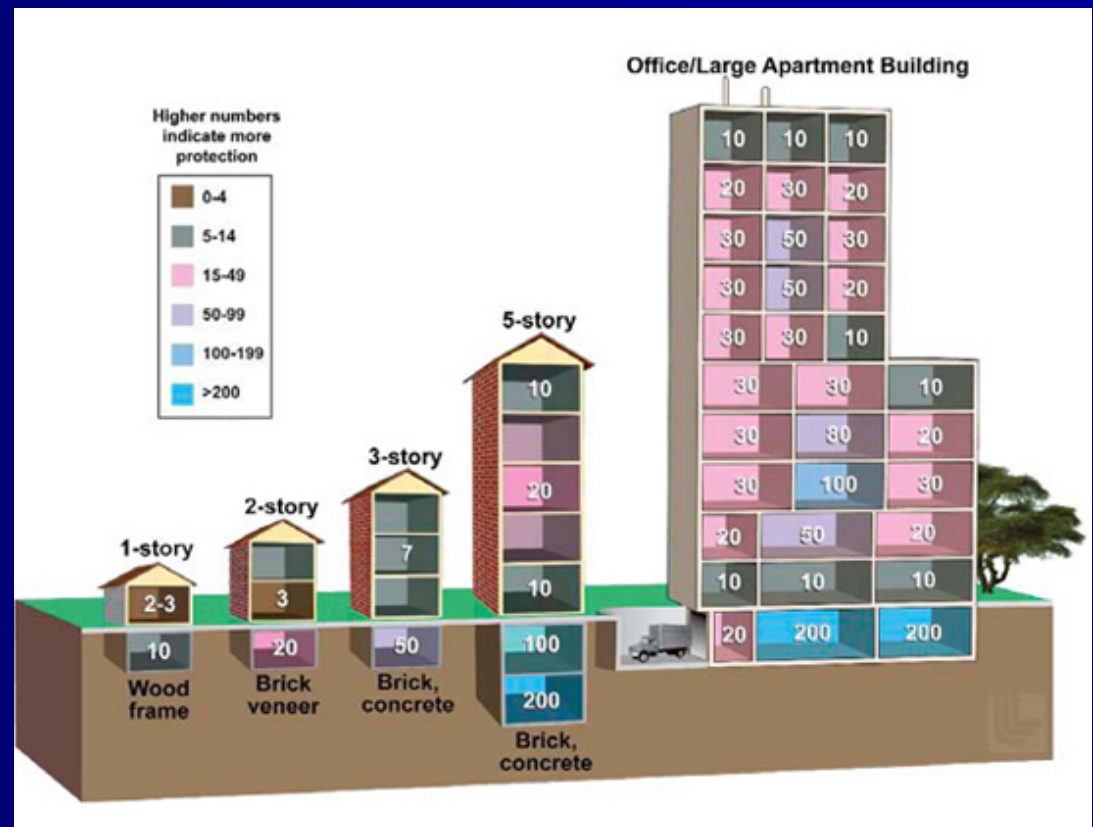 Office/Large Apartment Building
Higher numbers
indicate more
protection
0-4
5-14
15-49
50-99
100-199
>200
10 10 10
20 30 20
30 50 30
30 50 20
30 30 10
30 30 10
30 80 20
30 100 30
20 50 20
10 10 10
20 200 200
5-story
10
20
10
100
200
Brick,
concrete
3-story
7
50
Brick,
concrete
2-story
3
20
Brick
veneer
1-story
2-3
10
Wood
frame